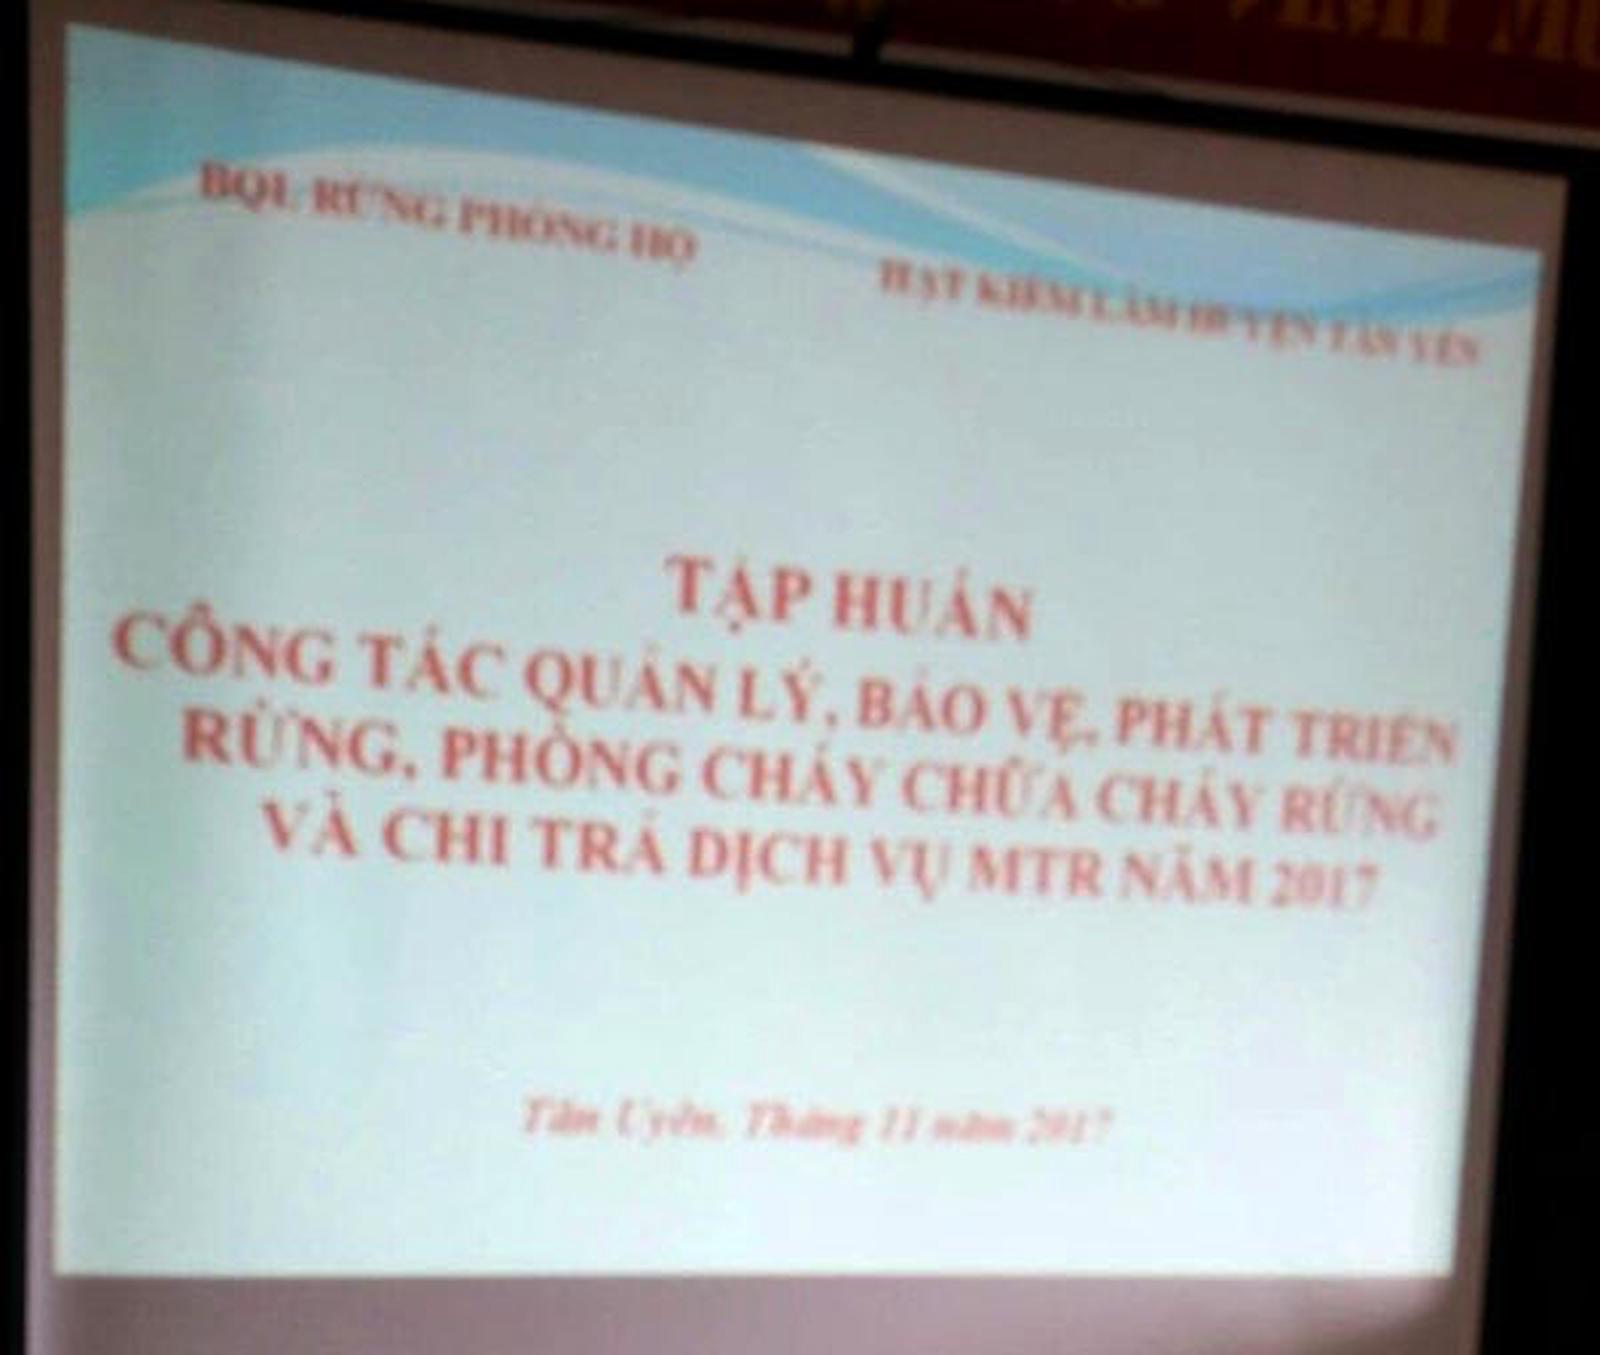 BQL RỪNG PHÒNG HỘ
HẠT KIỂM LÂM HUYỆN TÂN YÊN
TẬP HUẤN
CÔNG TÁC QUẢN LÝ, BẢO VỆ, PHÁT TRIỂN
RỪNG, PHÒNG CHÁY CHỮA CHÁY RỪNG
VÀ CHI TRẢ DỊCH VỤ MTR NĂM 2017
Tân Uyên, Tháng 11 năm 2017